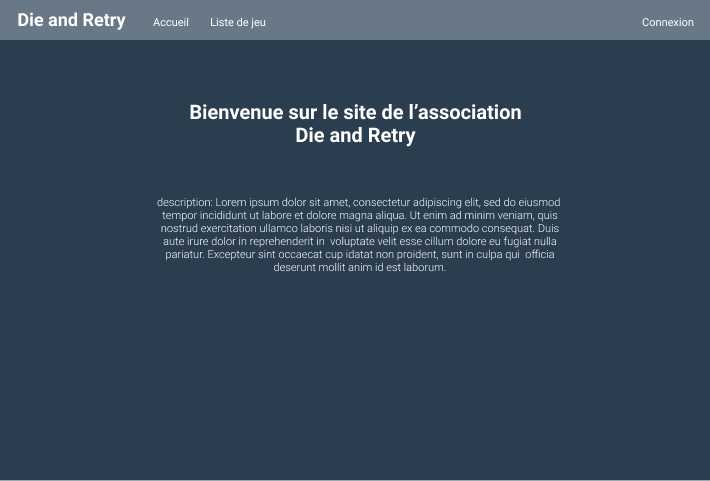 Die and Retry Accueil Liste de jeu Connexion
Bienvenue sur le site de l’association
Die and Retry
description: Lorem ipsum dolor sit amet, consectetur adipiscing elit, sed do eiusmod
tempor incididunt ut labore et dolore magna aliqua. Ut enim ad minim veniam, quis
nostrud exercitation ullamco laboris nisi ut aliquip ex ea commodo consequat. Duis
aute irure dolor in reprehenderit in voluptate velit esse cillum dolore eu fugiat nulla
pariatur. Excepteur sint occaecat cup idatat non proident, sunt in culpa qui officia
deserunt mollit anim id est laborum.